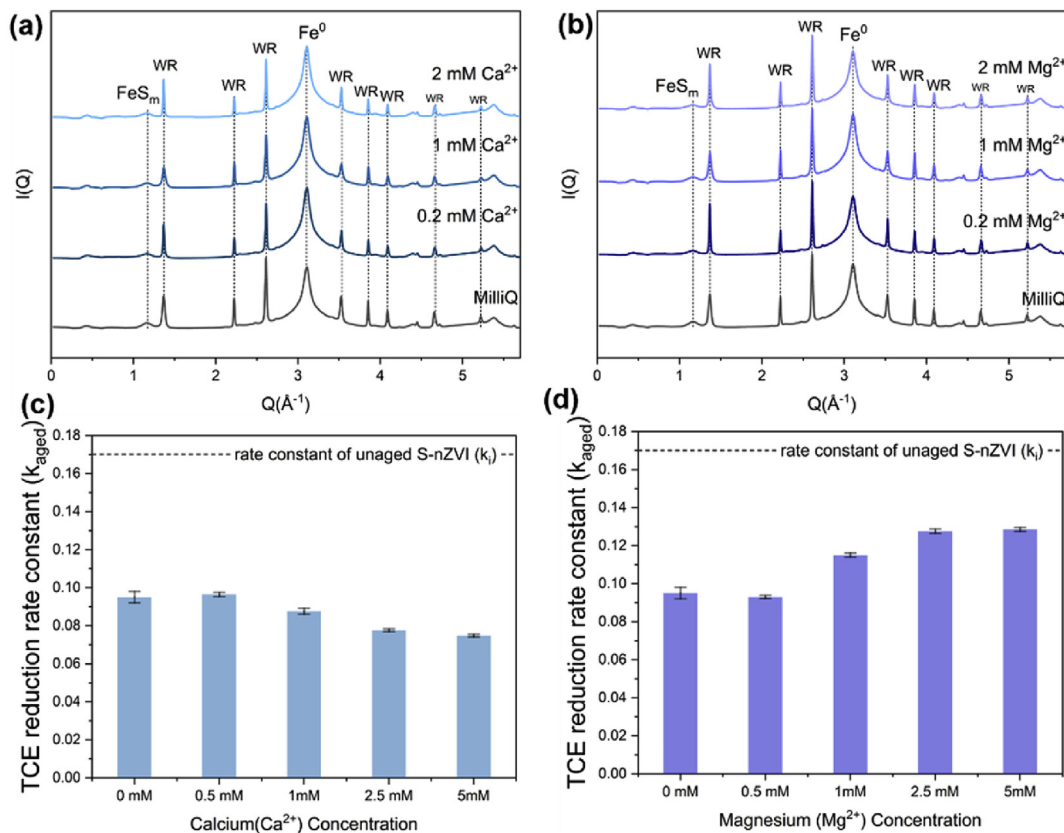 (a)
Fe⁰
WR
WR
2 mM Ca²⁺
WR
FeSₘ
WR
WR
WR
WR
WR
1 mM Ca²⁺
0.2 mM Ca²⁺
MilliQ
I(Q)
0 1 2 3 4 5
Q(Å⁻¹)
(b)
Fe⁰
WR
WR
2 mM Mg²⁺
WR
FeSₘ
WR
WR
WR
WR
WR
1 mM Mg²⁺
0.2 mM Mg²⁺
MilliQ
I(Q)
0 1 2 3 4 5
Q(Å⁻¹)
(c)
TCE reduction rate constant (kaged)
0.18
0.16
0.14
0.12
0.10
0.08
0.06
0.04
0.02
0.00
rate constant of unaged S-nZVI (kᵢ)
0 mM 0.5 mM 1mM 2.5 mM 5mM
Calcium(Ca²⁺) Concentration
(d)
TCE reduction rate constant (kaged)
0.18
0.16
0.14
0.12
0.10
0.08
0.06
0.04
0.02
0.00
rate constant of unaged S-nZVI (kᵢ)
0 mM 0.5 mM 1mM 2.5 mM 5mM
Magnesium (Mg²⁺) Concentration